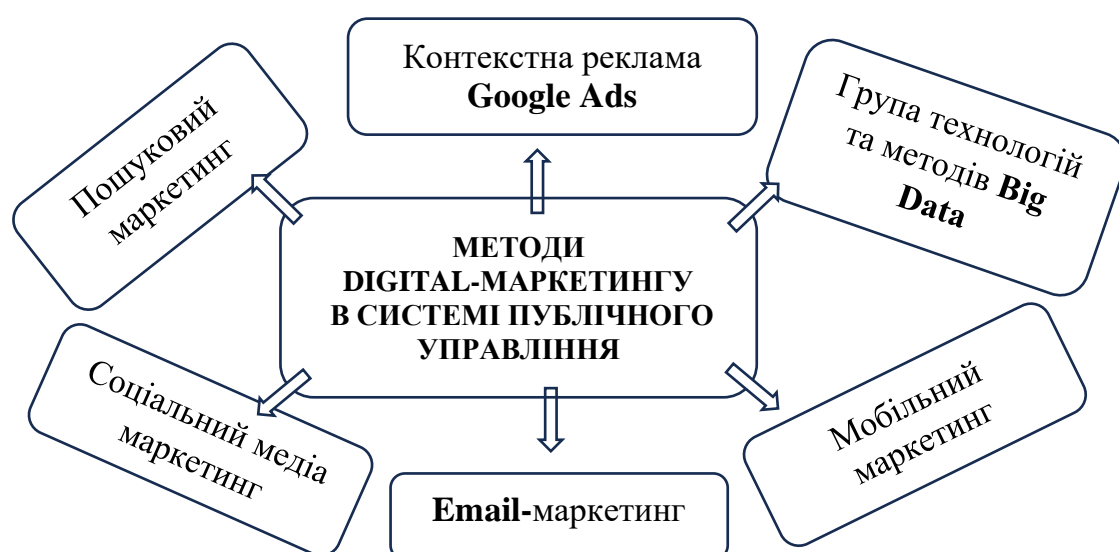 Контекстна реклама
Google Ads
Пошуковий
маркетинг
Група технологій
та методів Big
Data
МЕТОДИ
DIGITAL-МАРКЕТИНГУ
В СИСТЕМІ ПУБЛІЧНОГО
УПРАВЛІННЯ
Соціальний медіа
маркетинг
Мобільний
маркетинг
Email-маркетинг